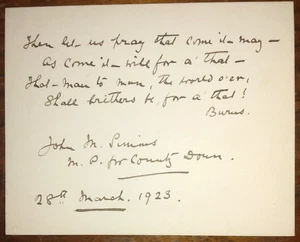 Then let us pray that come it may —
As come it will for a' that —
That man to man, the world o'er,
Shall brithers be for a' that!
Burns.
John M. Simms
M.P. for County Down.
28th March. 1923.